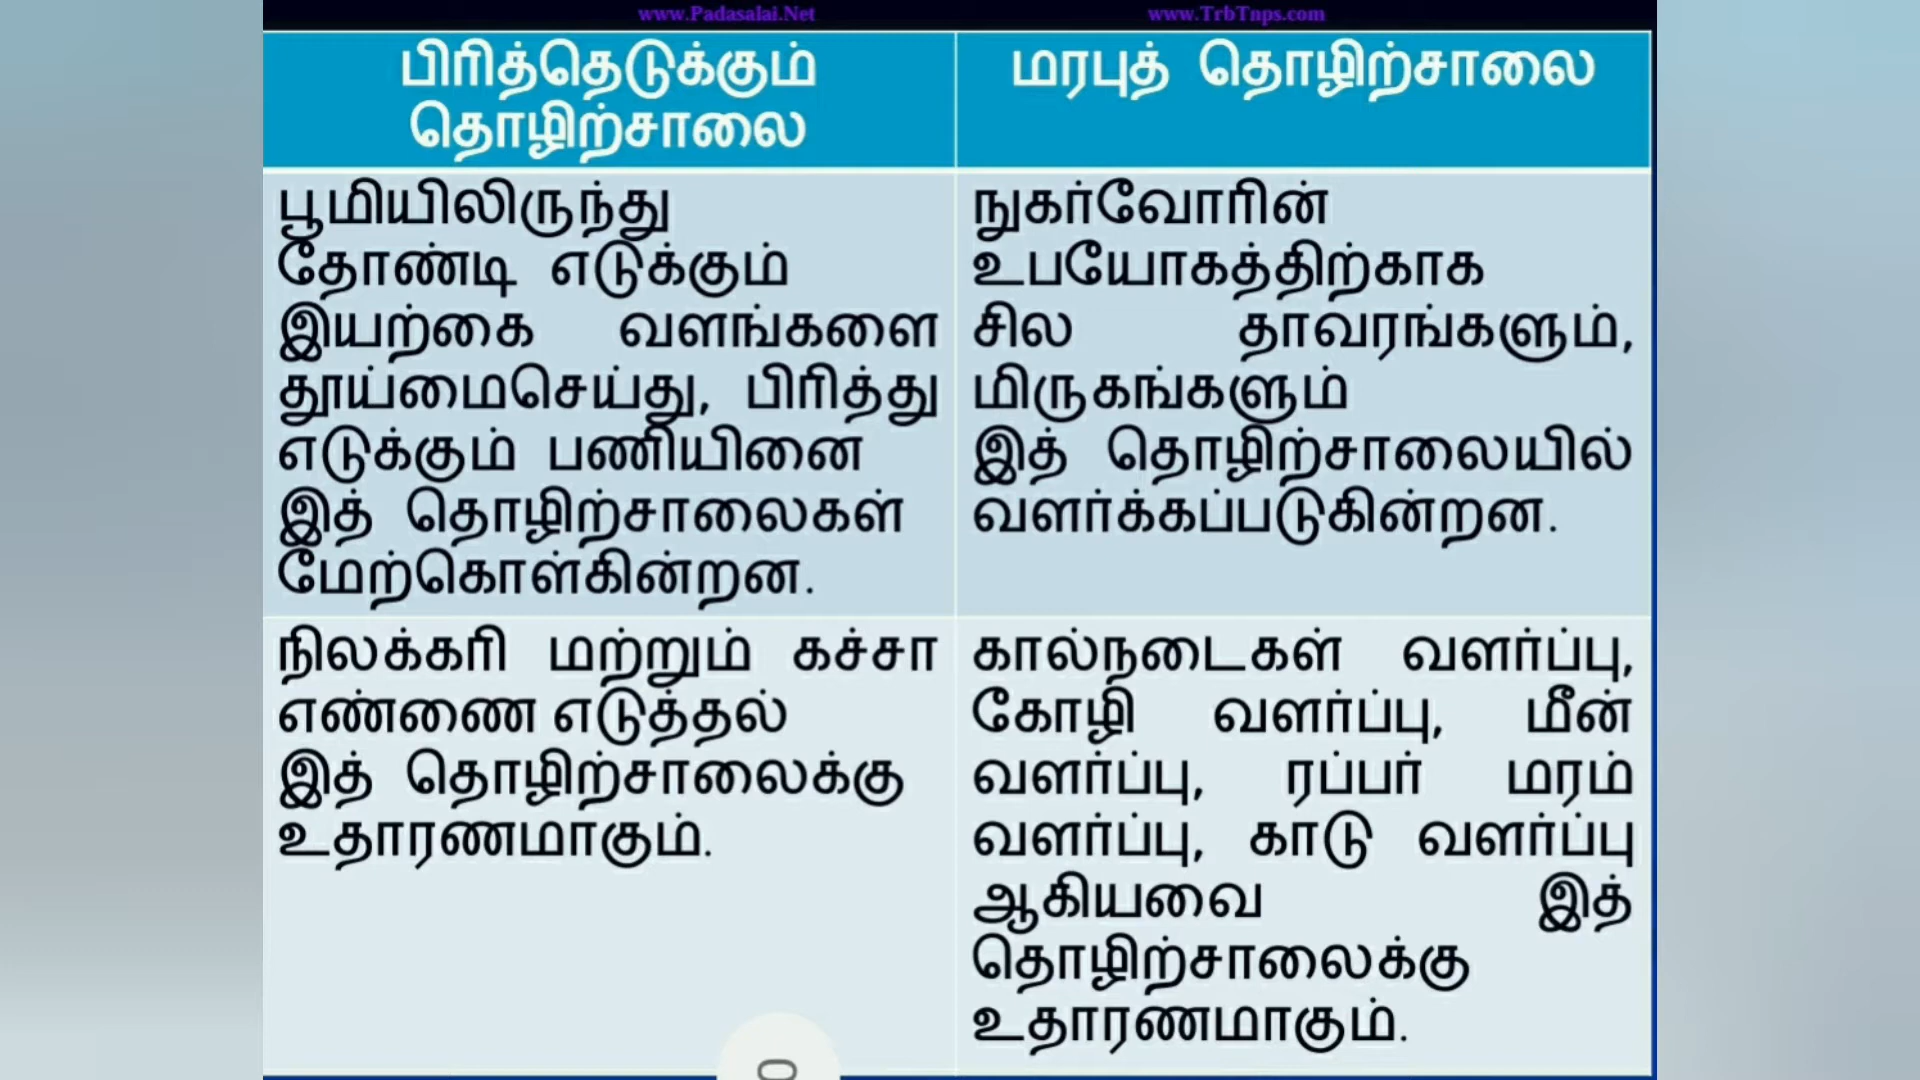 www.Padasalai.Net www.TrbTnps.com
பிரித்தெடுக்கும்
தொழிற்சாலை
மரபுத் தொழிற்சாலை
பூமியிலிருந்து
தோண்டி எடுக்கும்
இயற்கை வளங்களை
தூய்மைசெய்து, பிரித்து
எடுக்கும் பணியினை
இத் தொழிற்சாலைகள்
மேற்கொள்கின்றன.
நுகர்வோரின்
உபயோகத்திற்காக
சில தாவரங்களும்,
மிருகங்களும்
இத் தொழிற்சாலையில்
வளர்க்கப்படுகின்றன.
நிலக்கரி மற்றும் கச்சா
எண்ணை எடுத்தல்
இத் தொழிற்சாலைக்கு
உதாரணமாகும்.
கால்நடைகள் வளர்ப்பு,
கோழி வளர்ப்பு, மீன்
வளர்ப்பு, ரப்பர் மரம்
வளர்ப்பு, காடு வளர்ப்பு
ஆகியவை இத்
தொழிற்சாலைக்கு
உதாரணமாகும்.